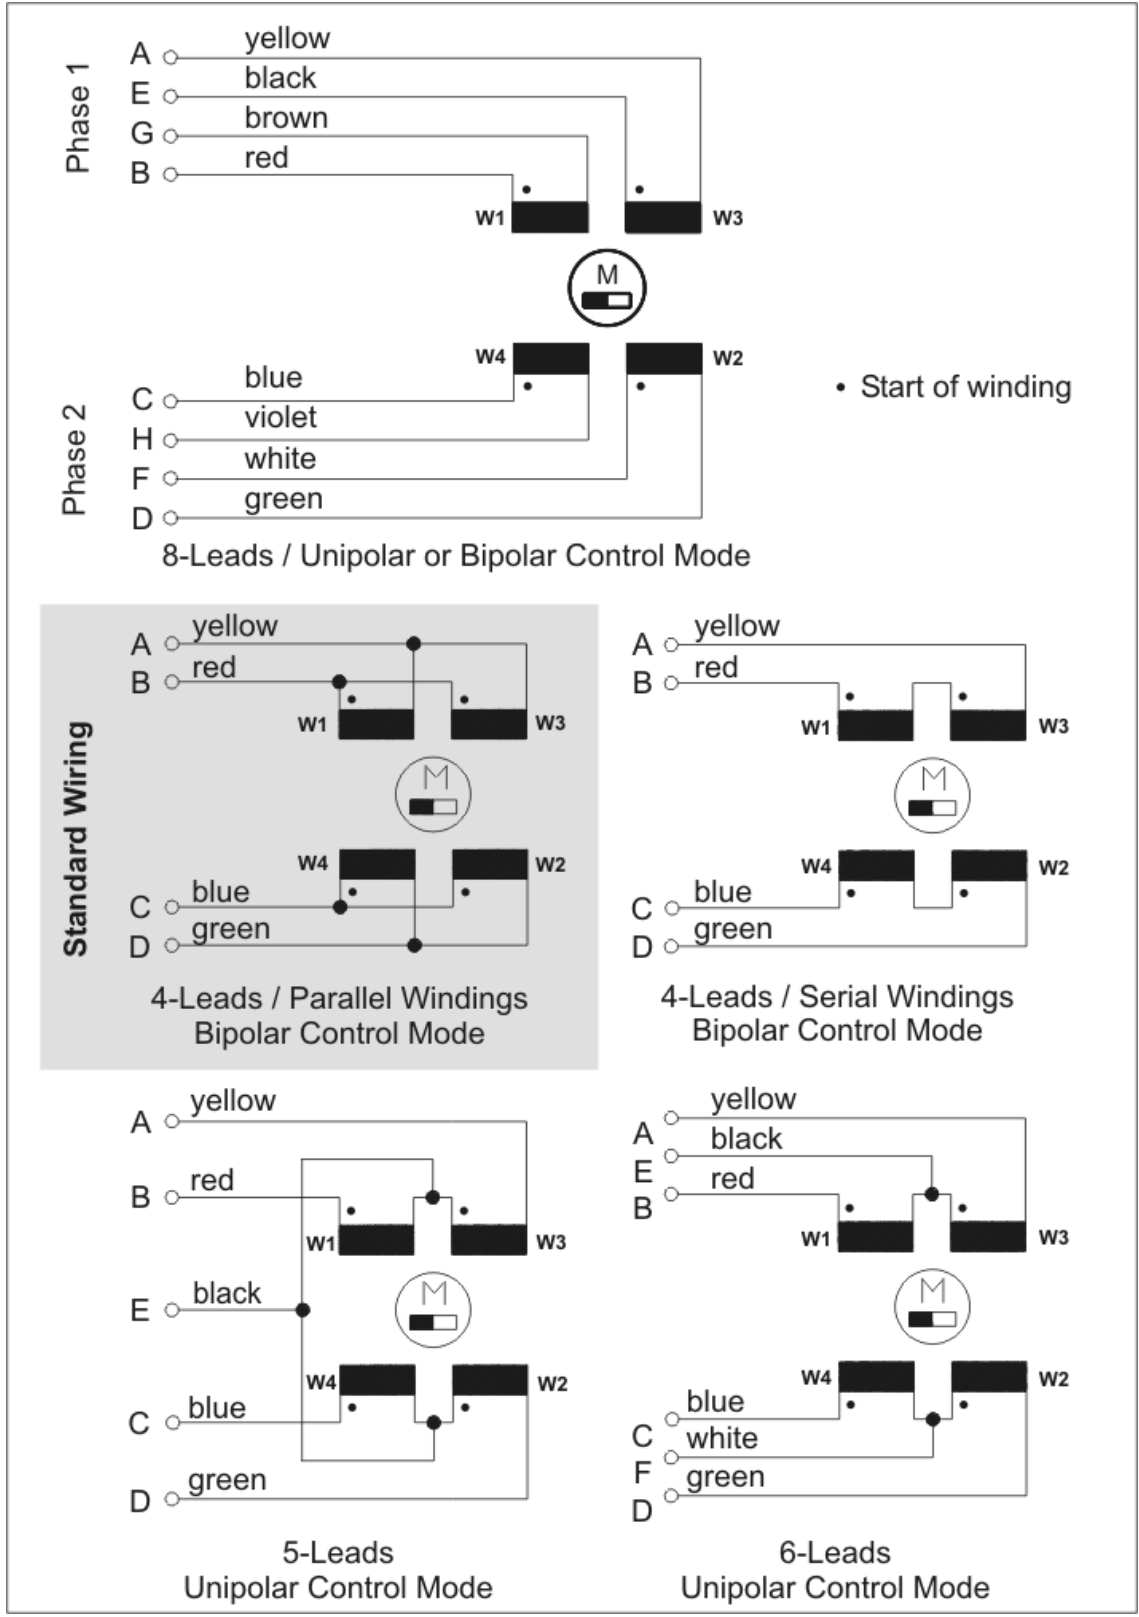 Phase 1
A yellow
E black
G brown
B red
W1 W3
M
W4 W2
Phase 2
C blue
H violet
F white
D green
• Start of winding
8-Leads / Unipolar or Bipolar Control Mode
Standard Wiring
A yellow
B red
W1 W3
M
W4 W2
C blue
D green
4-Leads / Parallel Windings
Bipolar Control Mode
A yellow
B red
W1 W3
M
W4 W2
C blue
D green
4-Leads / Serial Windings
Bipolar Control Mode
A yellow
B red
W1 W3
E black
M
W4 W2
C blue
D green
5-Leads
Unipolar Control Mode
A yellow
E black
B red
W1 W3
M
W4 W2
C blue
F white
D green
6-Leads
Unipolar Control Mode